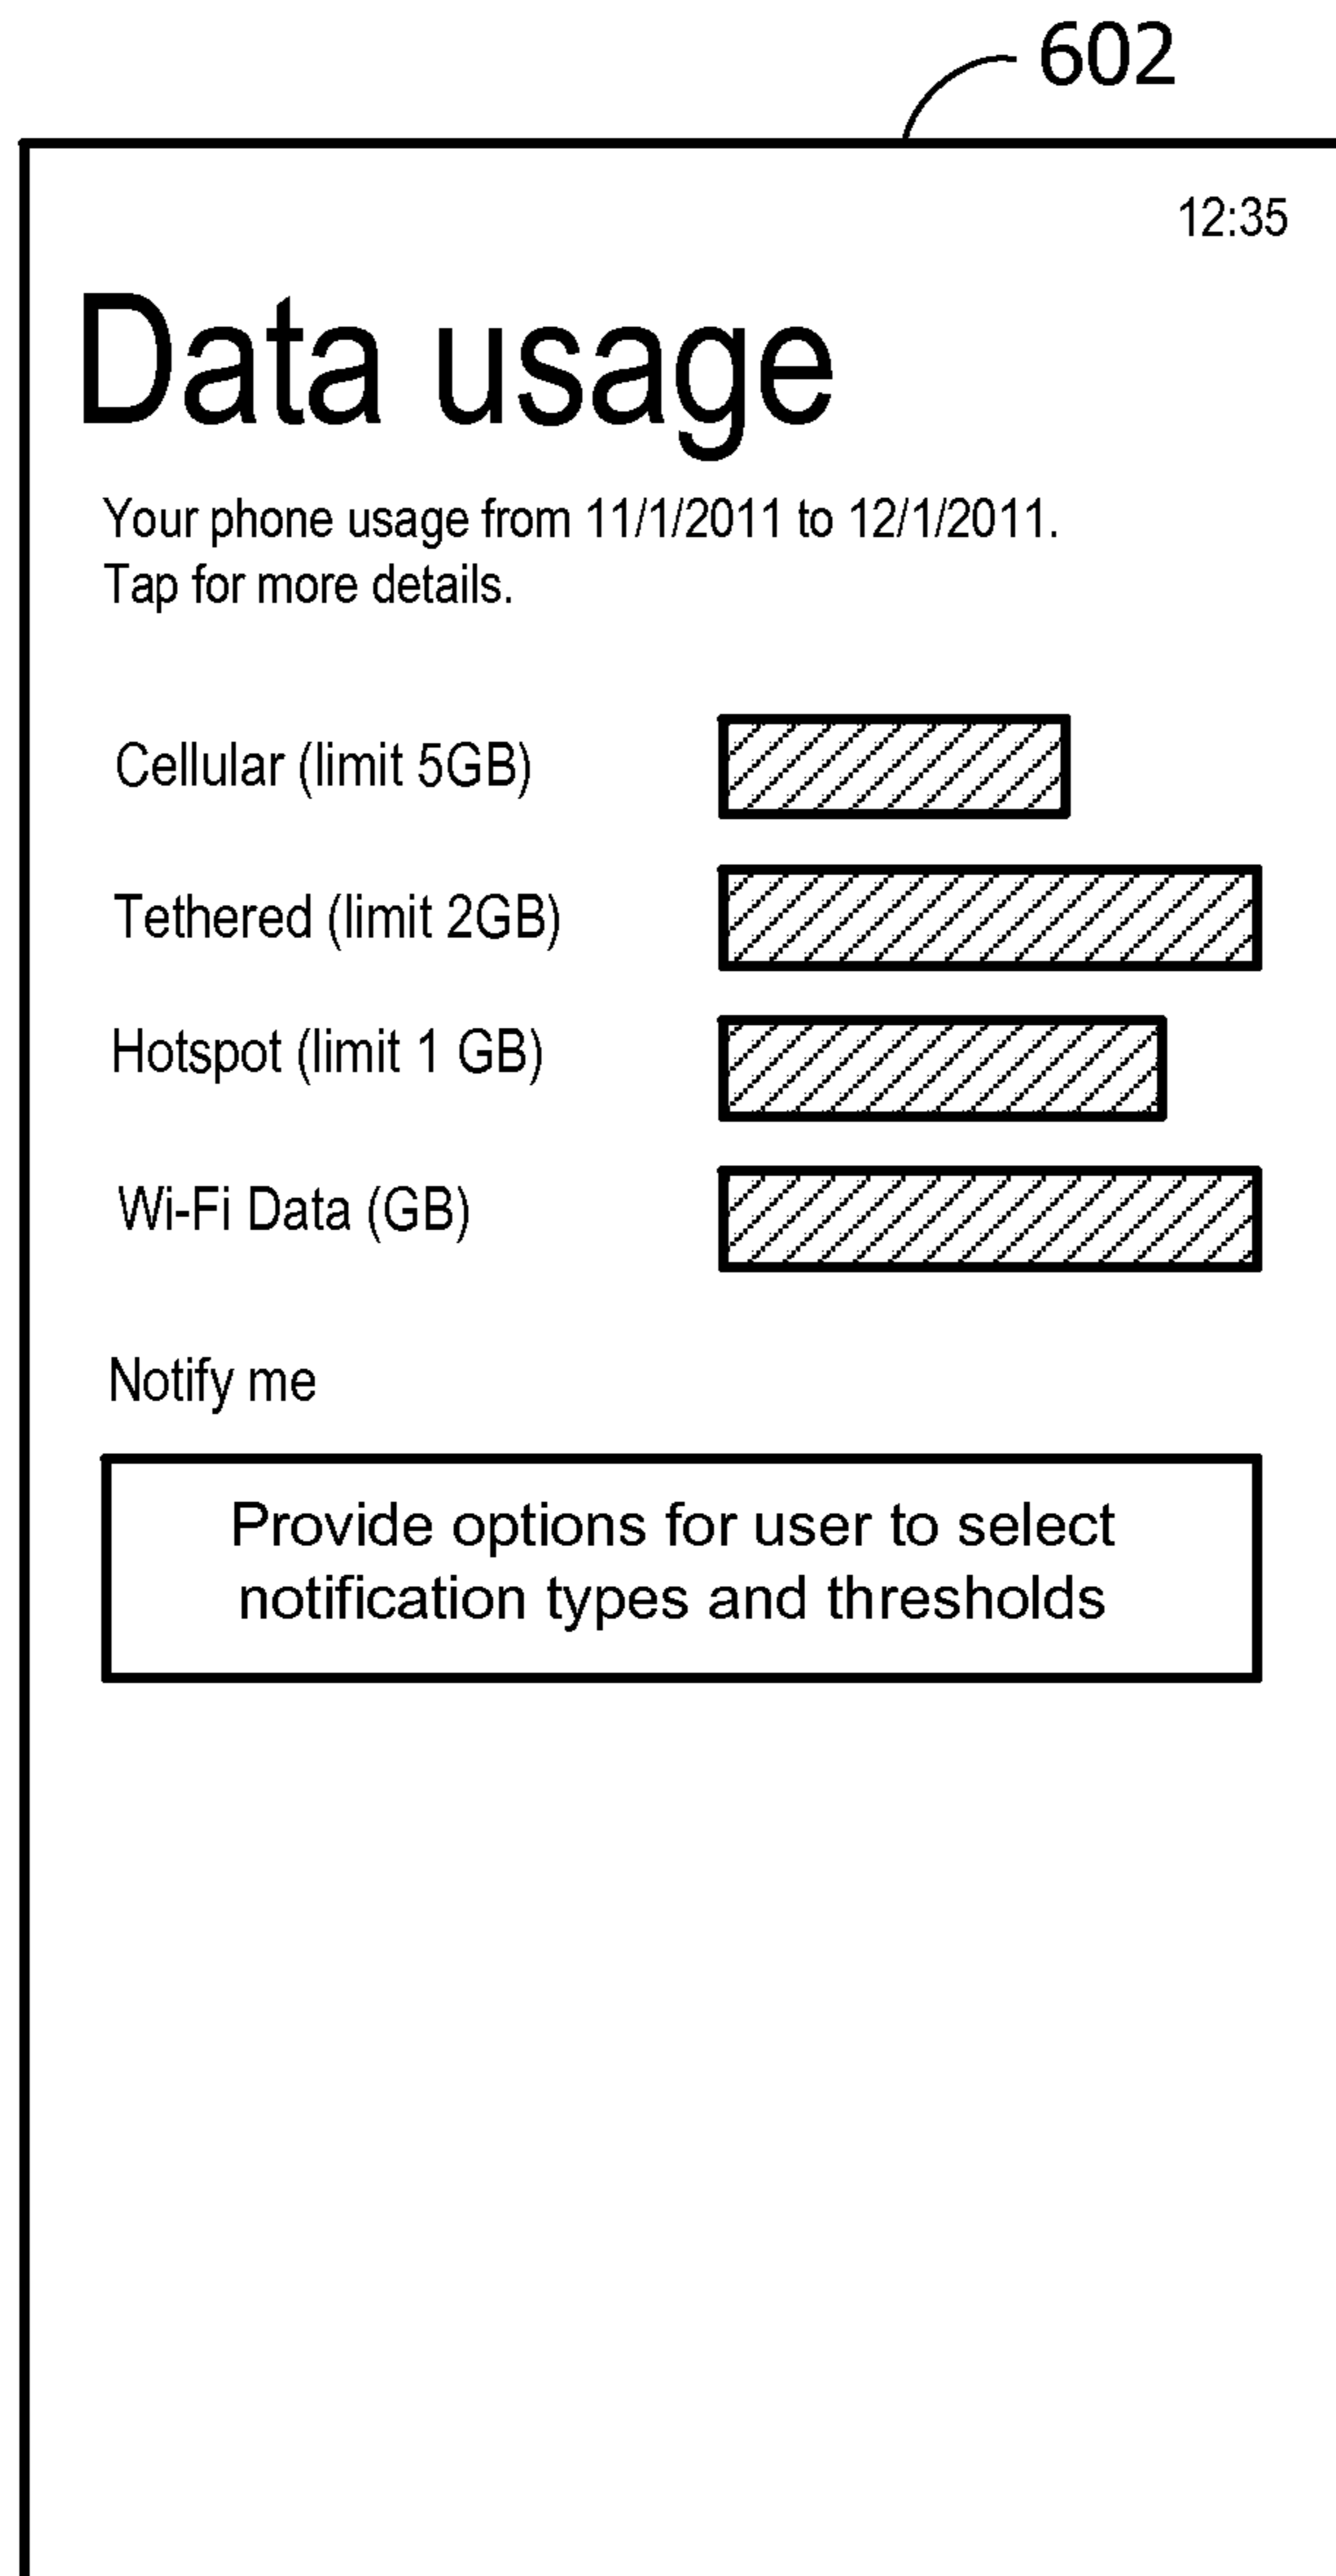 602
12:35
Data usage
Your phone usage from 11/1/2011 to 12/1/2011.
Tap for more details.
Cellular (limit 5GB)
Tethered (limit 2GB)
Hotspot (limit 1 GB)
Wi-Fi Data (GB)
Notify me
Provide options for user to select
notification types and thresholds